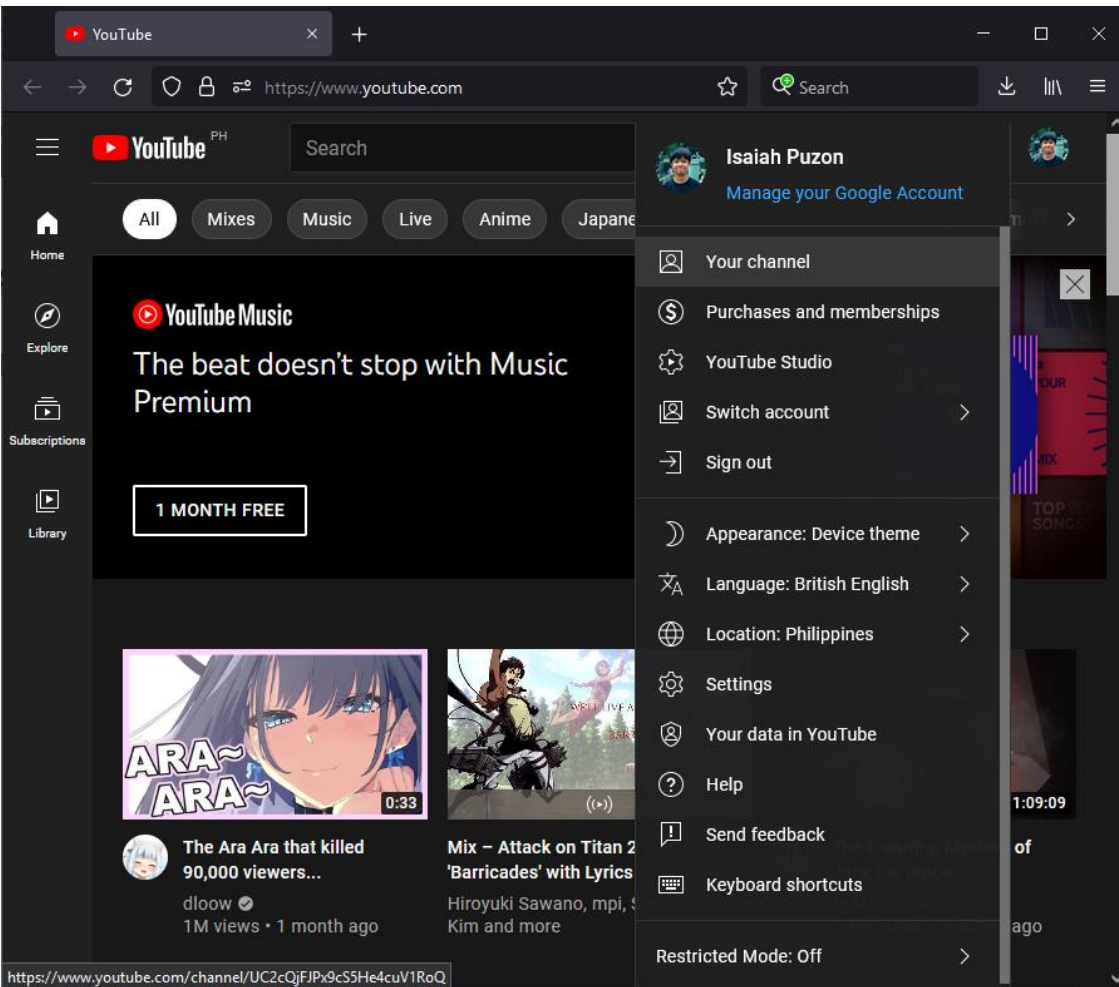 YouTube
https://www.youtube.com
Search
YouTube PH
Search
Isaiah Puzon
Manage your Google Account
All
Mixes
Music
Live
Anime
Japane
Home
Explore
Subscriptions
Library
YouTube Music
The beat doesn't stop with Music
Premium
1 MONTH FREE
Your channel
Purchases and memberships
YouTube Studio
Switch account
Sign out
Appearance: Device theme
Language: British English
Location: Philippines
Settings
Your data in YouTube
Help
Send feedback
Keyboard shortcuts
Restricted Mode: Off
OUR
MIX
TOP
SONGS
ARA~
ARA~
0:33
The Ara Ara that killed
90,000 viewers...
dloow
1M views • 1 month ago
Mix – Attack on Titan 2
'Barricades' with Lyrics
Hiroyuki Sawano, mpi, S
Kim and more
1:09:09
of
ago
https://www.youtube.com/channel/UC2cQjFJPx9cS5He4cuV1RoQ